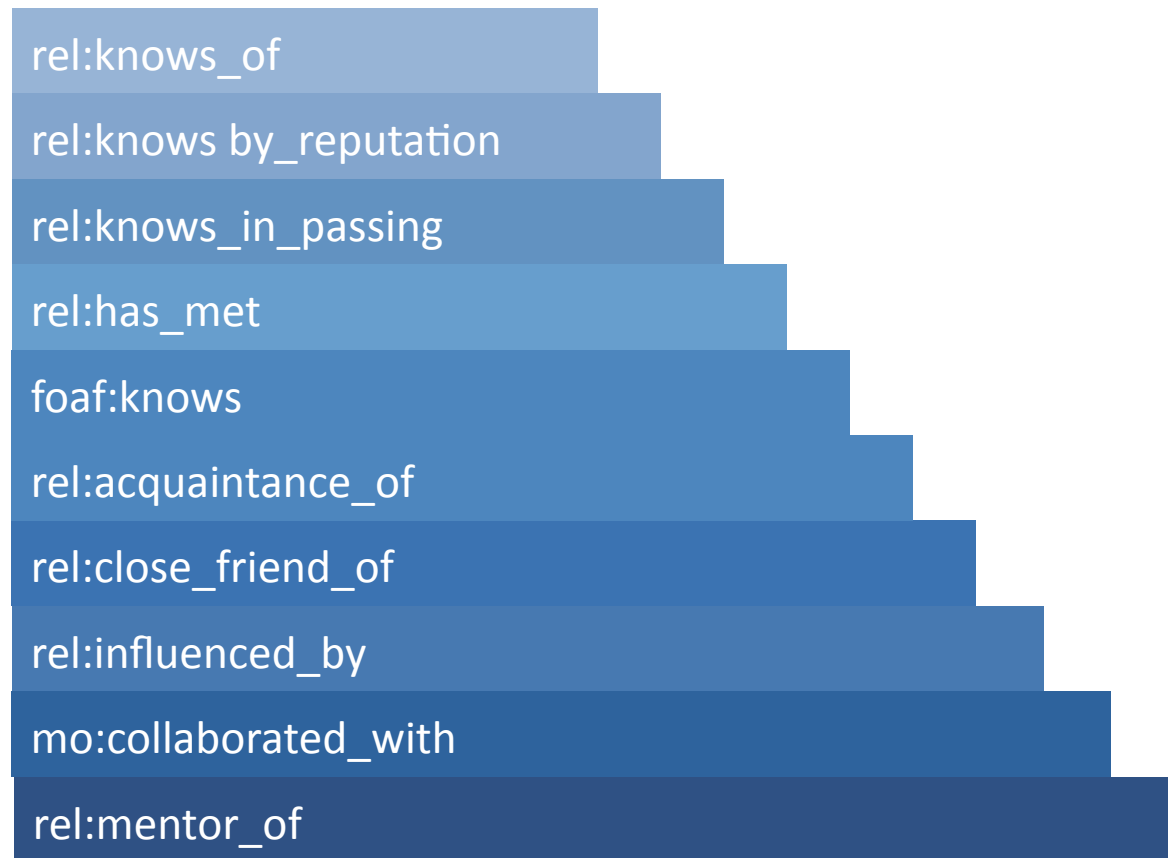 rel:knows_of
rel:knows by_reputation
rel:knows_in_passing
rel:has_met
foaf:knows
rel:acquaintance_of
rel:close_friend_of
rel:influenced_by
mo:collaborated_with
rel:mentor_of